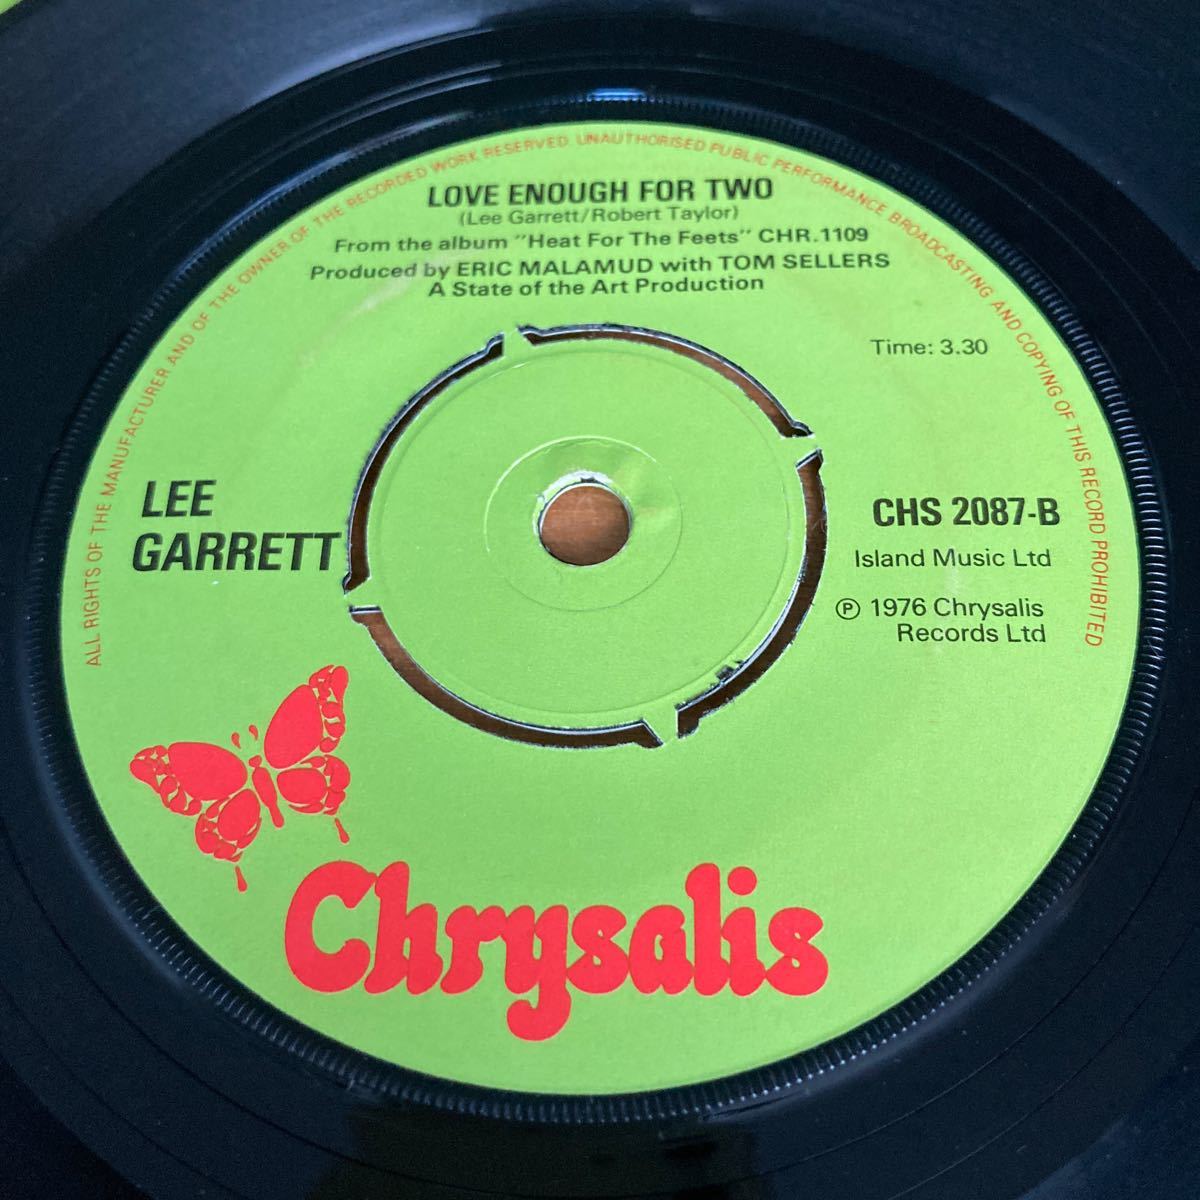 ALL RIGHTS OF THE MANUFACTURER AND OF THE OWNER OF THE RECORDED WORK RESERVED. UNAUTHORISED PUBLIC PERFORMANCE BROADCASTING AND COPYING OF THIS RECORD PROHIBITED
LOVE ENOUGH FOR TWO
(Lee Garrett/Robert Taylor)
From the album "Heat For The Feets" CHR.1109
Produced by ERIC MALAMUD with TOM SELLERS
A State of the Art Production
Time: 3.30
LEE
GARRETT
CHS 2087-B
Island Music Ltd
℗ 1976 Chrysalis
Records Ltd
Chrysalis